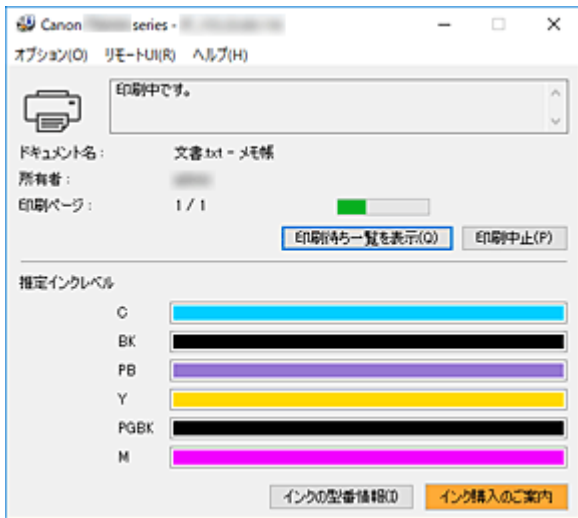 Canon series -
オプション(O) リモートUI(R) ヘルプ(H)
印刷中です。
ドキュメント名 : 文書.txt - メモ帳
所有者 :
印刷ページ : 1 / 1
印刷待ち一覧を表示(Q) 印刷中止(P)
推定インクレベル
C
BK
PB
Y
PGBK
M
インクの型番情報(I) インク購入のご案内